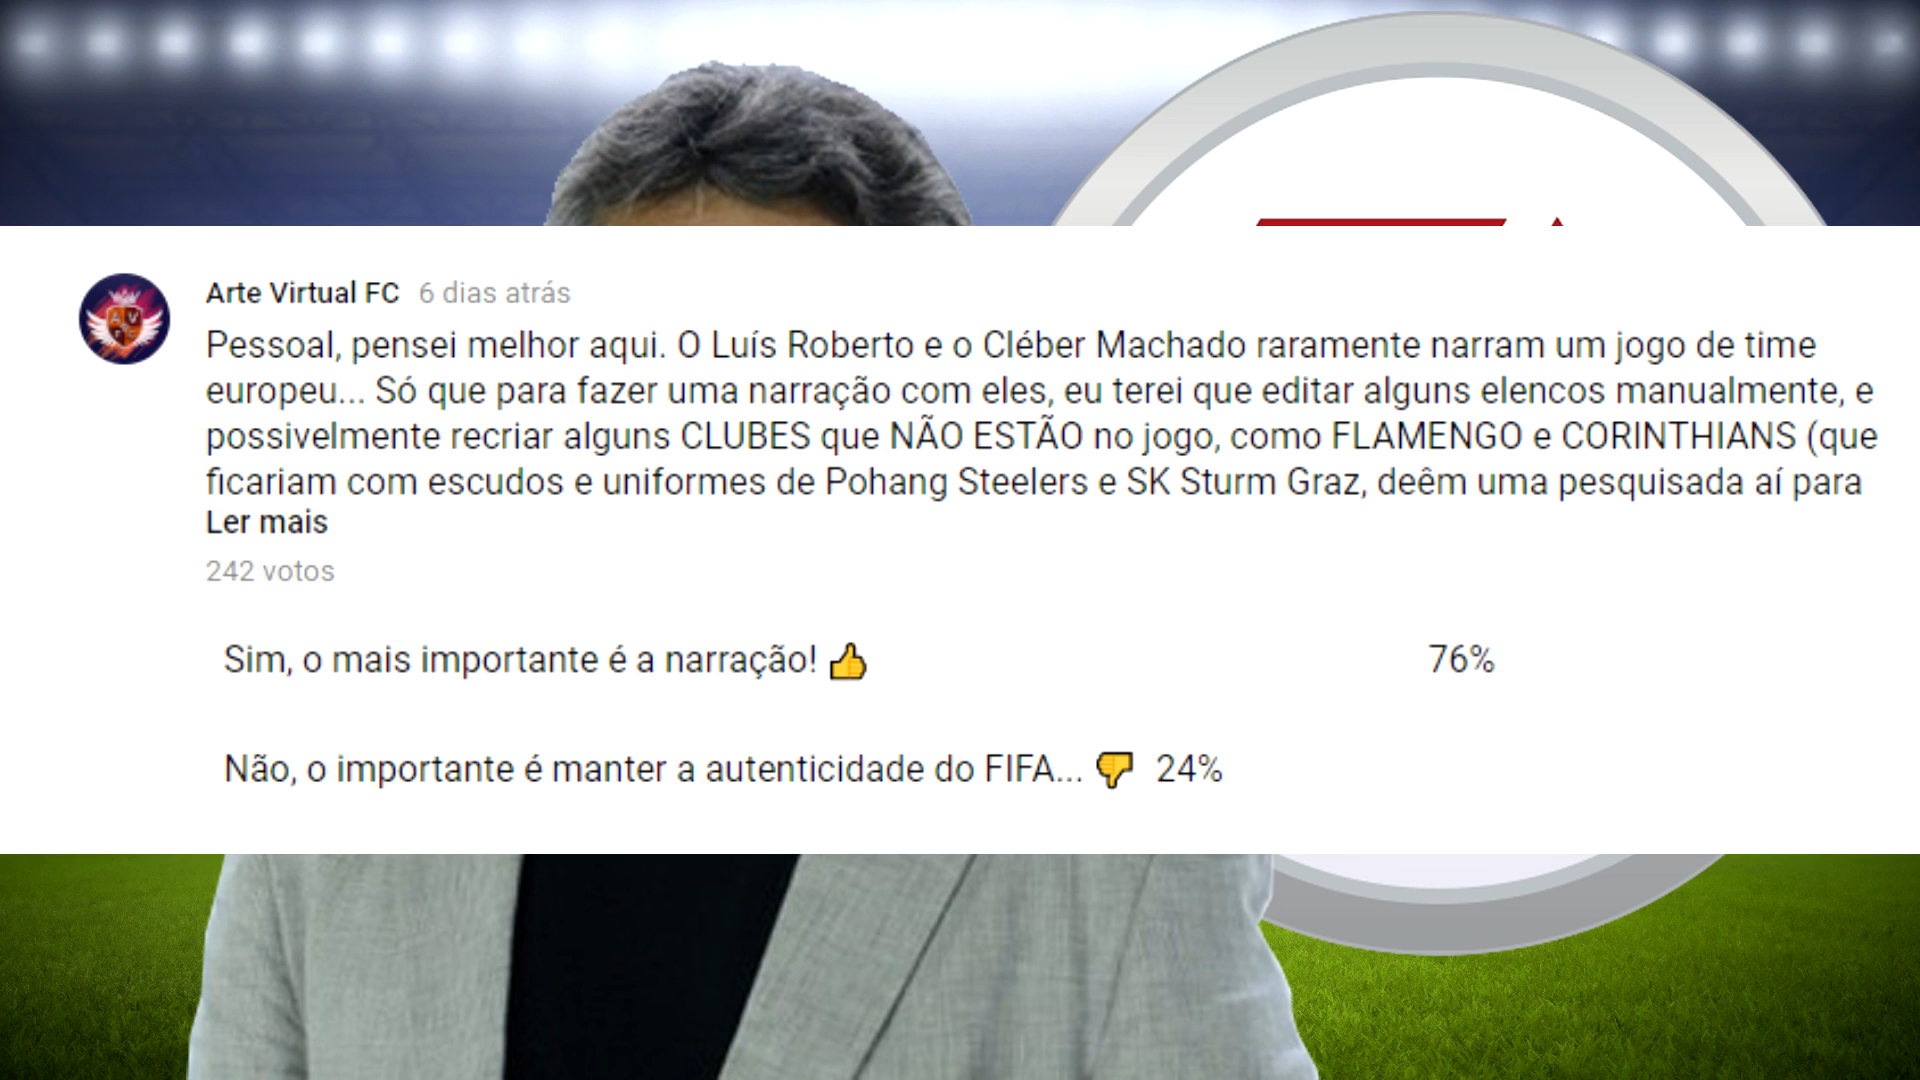 Arte Virtual FC 6 dias atrás
Pessoal, pensei melhor aqui. O Luís Roberto e o Cléber Machado raramente narram um jogo de time
europeu... Só que para fazer uma narração com eles, eu terei que editar alguns elencos manualmente, e
possivelmente recriar alguns CLUBES que NÃO ESTÃO no jogo, como FLAMENGO e CORINTHIANS (que
ficariam com escudos e uniformes de Pohang Steelers e SK Sturm Graz, deêm uma pesquisada aí para
Ler mais
242 votos
Sim, o mais importante é a narração! 👍 76%
Não, o importante é manter a autenticidade do FIFA... 👎 24%